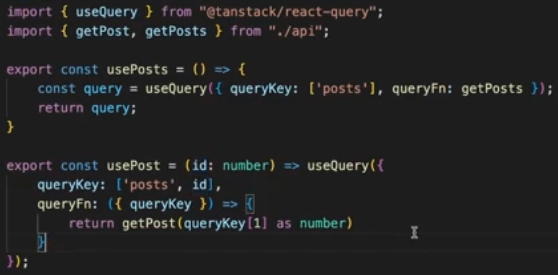 import { useQuery } from "@tanstack/react-query";
import { getPost, getPosts } from "./api";
export const usePosts = () => {
const query = useQuery({ queryKey: ['posts'], queryFn: getPosts });
return query;
}
export const usePost = (id: number) => useQuery({
queryKey: ['posts', id],
queryFn: ({ queryKey }) => {
return getPost(queryKey[1] as number)
}
});